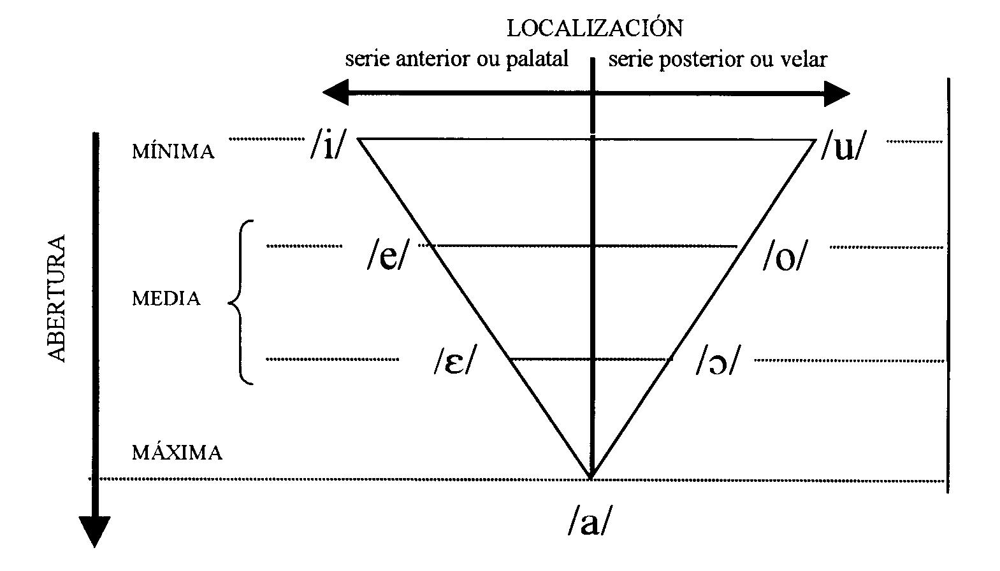 LOCALIZACIÓN
serie anterior ou palatal
serie posterior ou velar
MÍNIMA
/i/
/u/
ABERTURA
MEDIA
/e/
/o/
/ɛ/
/ɔ/
MÁXIMA
/a/